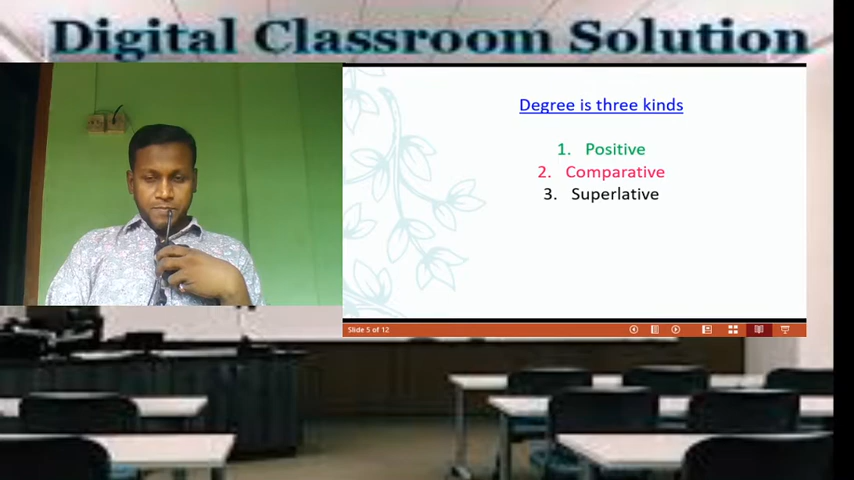 Digital Classroom Solution
Degree is three kinds
1. Positive
2. Comparative
3. Superlative
Slide 5 of 12